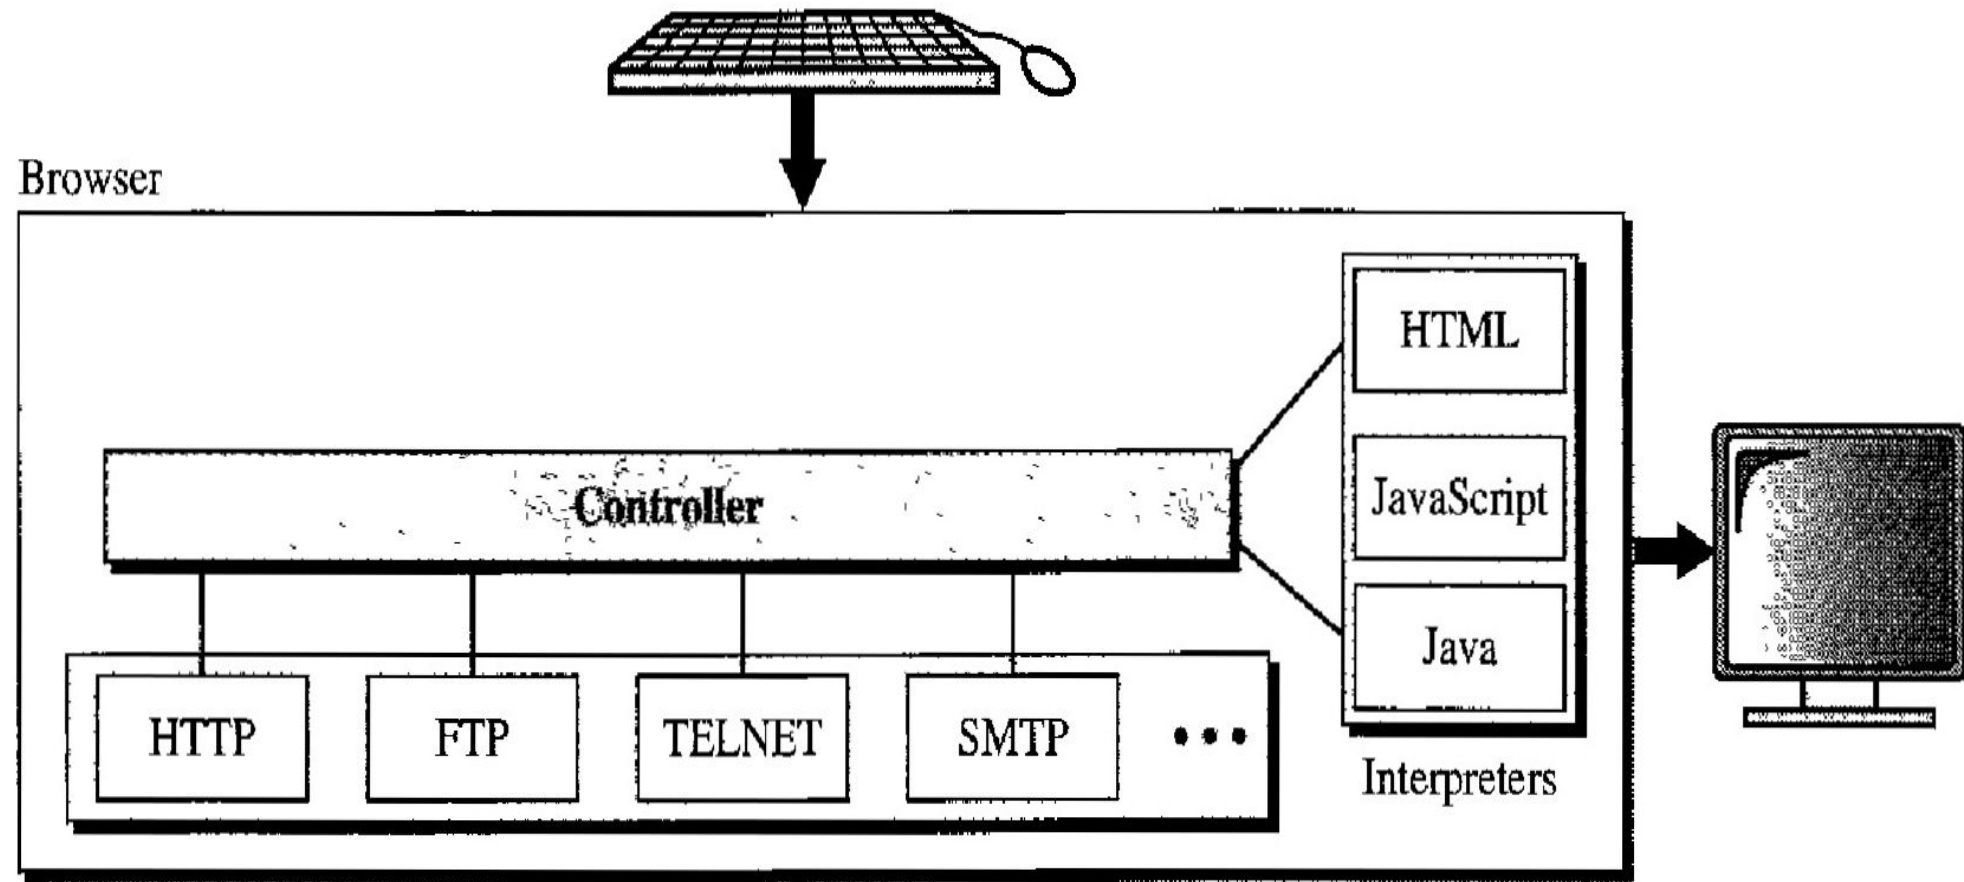 Browser
HTML
Controller
JavaScript
Java
HTTP
FTP
TELNET
SMTP
Interpreters